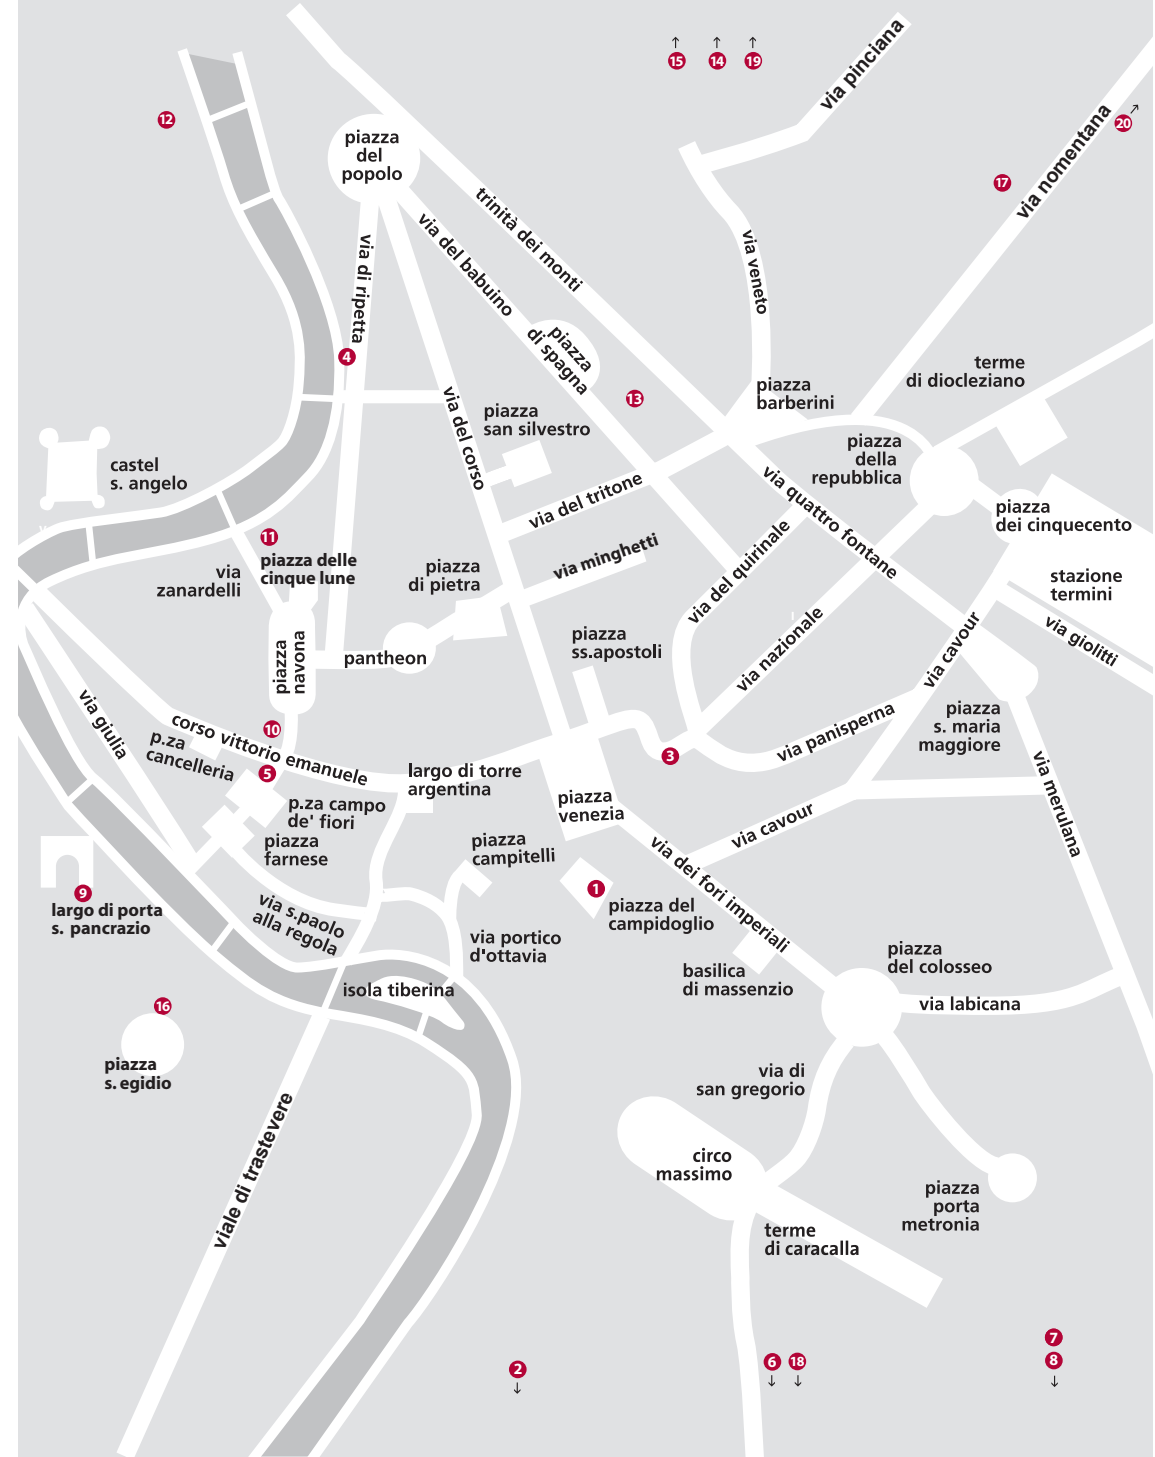 ↑ ↑ ↑
15 14 19
via pinciana
12
20
↗
via nomentana
17
piazza
del
popolo
trinità dei monti
via del babuino
via di ripetta
via veneto
piazza
di spagna
4
13
terme
di diocleziano
piazza
barberini
via del corso
piazza
san silvestro
piazza
della
repubblica
castel
s. angelo
via del tritone
via quattro fontane
piazza
dei cinquecento
11
piazza delle
cinque lune
via
zanardelli
piazza
di pietra
via minghetti
via del quirinale
stazione
termini
via giolitti
piazza
navona
pantheon
piazza
ss.apostoli
via nazionale
via cavour
via giulia
10
corso vittorio emanuele
p.za
cancelleria
5
largo di torre
argentina
3
via panisperna
piazza
s. maria
maggiore
via merulana
p.za campo
de' fiori
piazza
farnese
piazza
venezia
via cavour
piazza
campitelli
via dei fori imperiali
9
largo di porta
s. pancrazio
1
piazza del
campidoglio
via s.paolo
alla regola
via portico
d'ottavia
basilica
di massenzio
piazza
del colosseo
isola tiberina
via labicana
16
piazza
s. egidio
via di
san gregorio
viale di trastevere
circo
massimo
piazza
porta
metronia
terme
di caracalla
2
↓
6 18
↓ ↓
7
8
↓